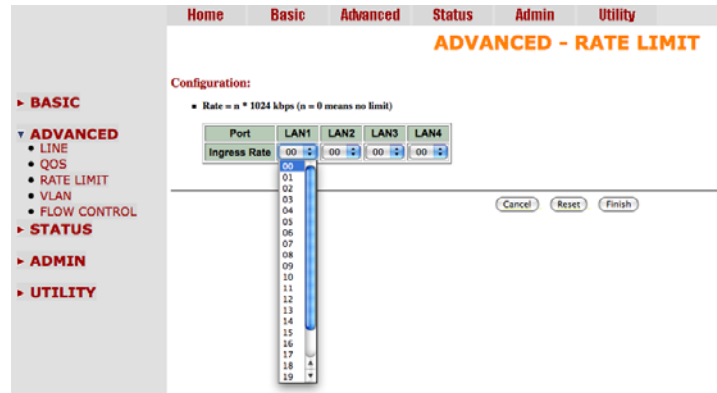 Home Basic Advanced Status Admin Utility
ADVANCED - RATE LIMIT
BASIC
ADVANCED
LINE
QOS
RATE LIMIT
VLAN
FLOW CONTROL
STATUS
ADMIN
UTILITY
Configuration:
Rate = n * 1024 kbps (n = 0 means no limit)
Port LAN1 LAN2 LAN3 LAN4
Ingress Rate 00 00 00 00
00
01
02
03
04
05
06
07
08
09
10
11
12
13
14
15
16
17
18
19
Cancel Reset Finish